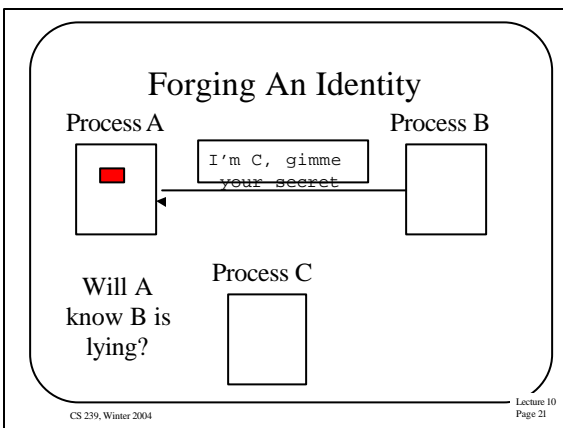 Forging An Identity
Process A
Process B
I'm C, gimme
your secret
Process C
Will A
know B is
lying?
CS 239, Winter 2004
Lecture 10
Page 21